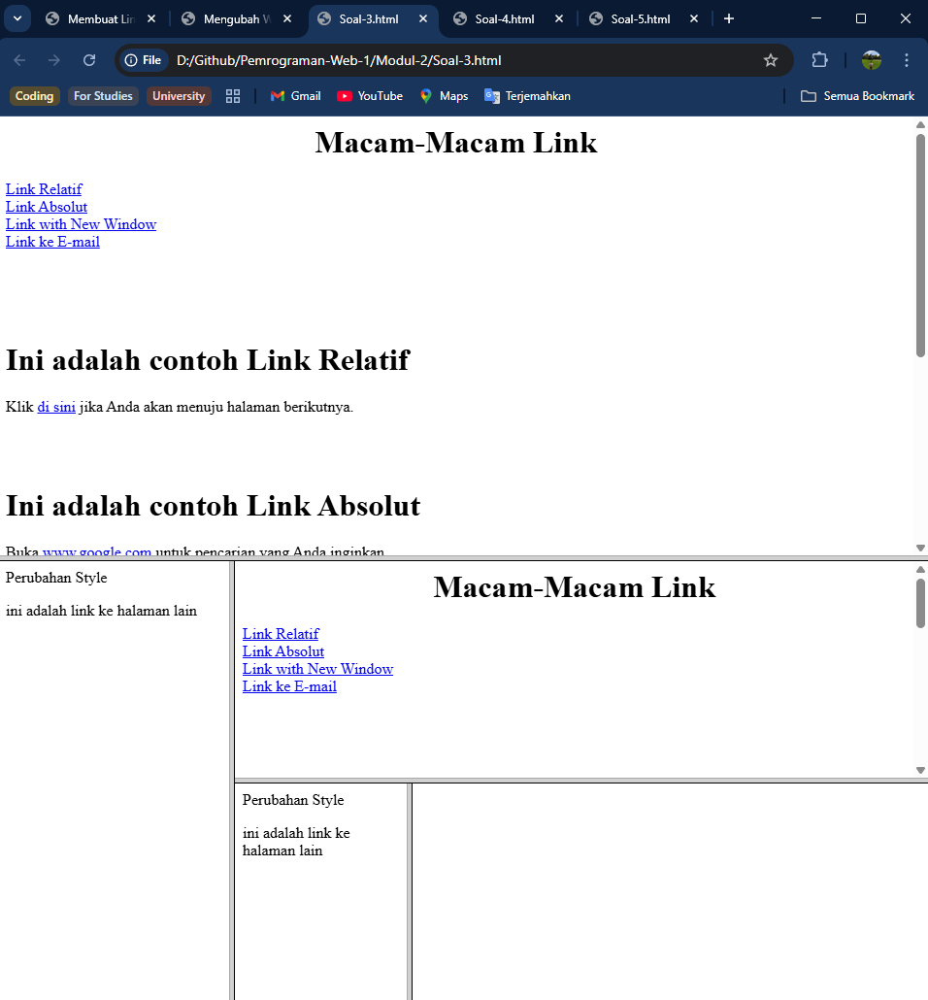 Membuat Lin
Mengubah W
Soal-3.html
Soal-4.html
Soal-5.html
File
D:/Github/Pemrograman-Web-1/Modul-2/Soal-3.html
Coding
For Studies
University
Gmail
YouTube
Maps
Terjemahkan
Semua Bookmark
Macam-Macam Link
Link Relatif
Link Absolut
Link with New Window
Link ke E-mail
Ini adalah contoh Link Relatif
Klik di sini jika Anda akan menuju halaman berikutnya.
Ini adalah contoh Link Absolut
Buka www.google.com untuk pencarian yang Anda inginkan
Perubahan Style
ini adalah link ke halaman lain
Macam-Macam Link
Link Relatif
Link Absolut
Link with New Window
Link ke E-mail
Perubahan Style
ini adalah link ke
halaman lain